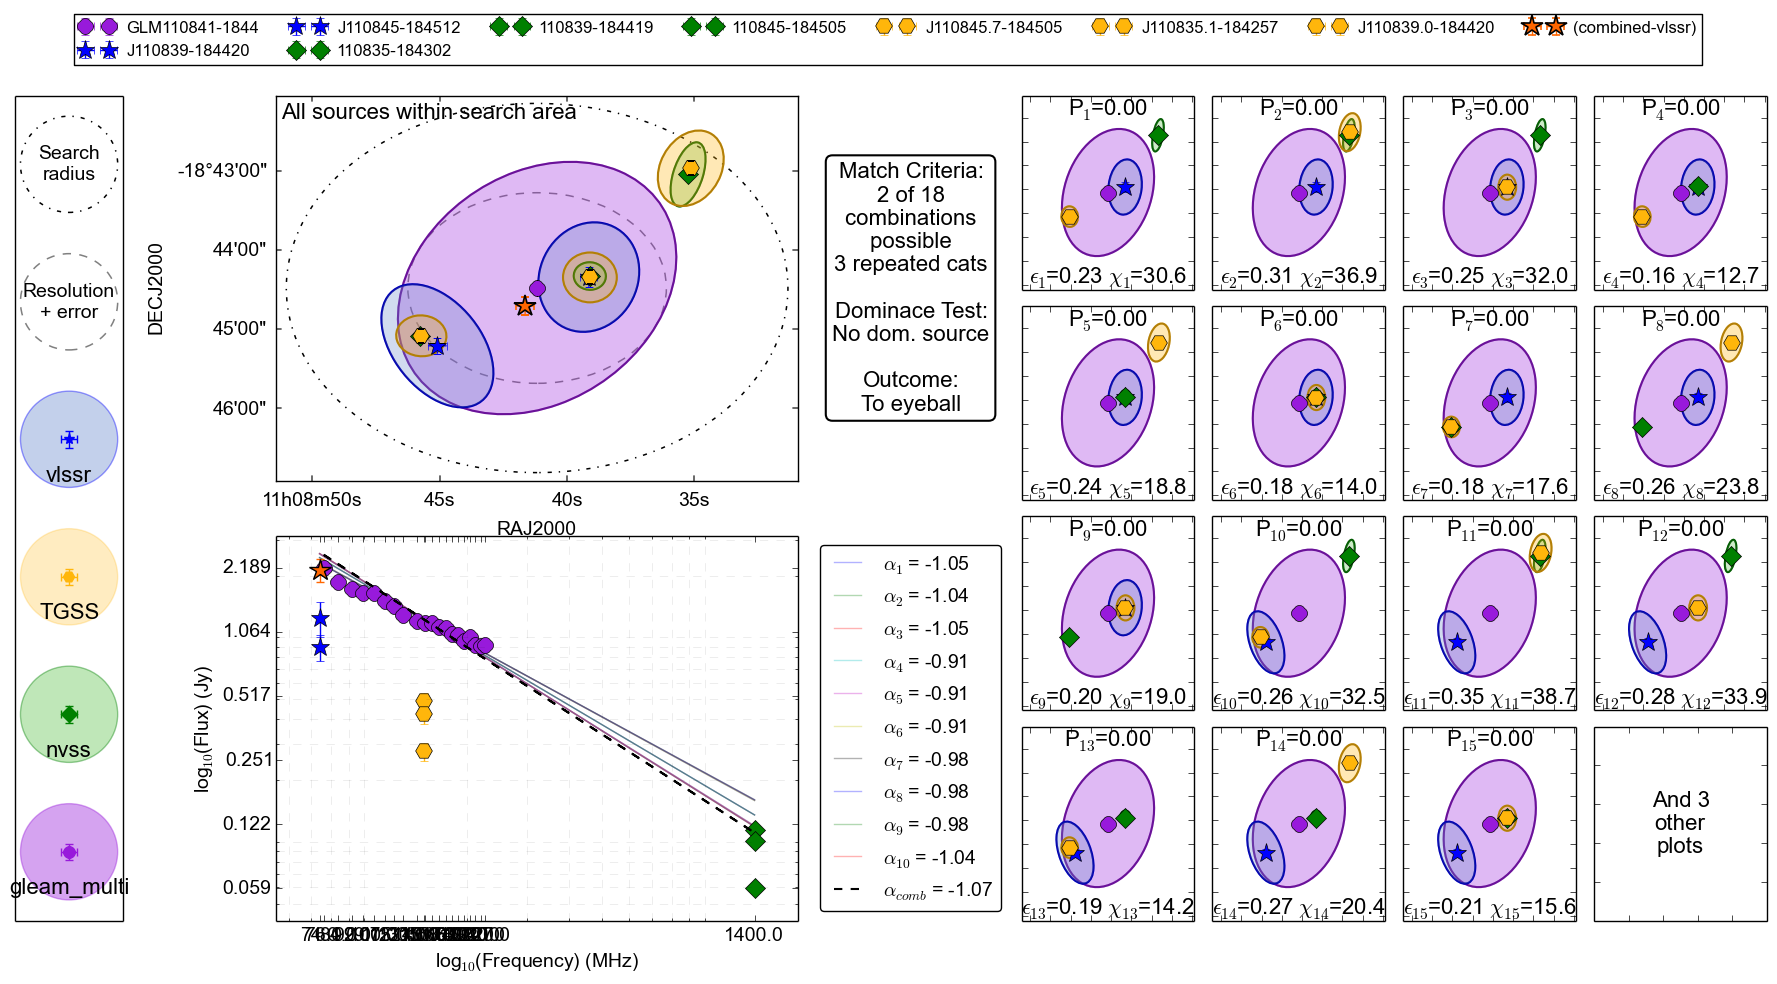 GLM110841-1844 J110845-184512 110839-184419 110845-184505 J110845.7-184505 J110835.1-184257 J110839.0-184420 (combined-vlssr)
J110839-184420 110835-184302
Search
radius
Resolution
+ error
vlssr
TGSS
nvss
gleam_multi
All sources within search area
DECJ2000
-18°43'00"
44'00"
45'00"
46'00"
11h08m50s 45s 40s 35s
RAJ2000
Match Criteria:
2 of 18
combinations
possible
3 repeated cats
Dominace Test:
No dom. source
Outcome:
To eyeball
log10(Flux) (Jy)
2.189
1.064
0.517
0.251
0.122
0.059
1400.0
log10(Frequency) (MHz)
α1 = -1.05
α2 = -1.04
α3 = -1.05
α4 = -0.91
α5 = -0.91
α6 = -0.91
α7 = -0.98
α8 = -0.98
α9 = -0.98
α10 = -1.04
αcomb = -1.07
P1=0.00 P2=0.00 P3=0.00 P4=0.00
ϵ1=0.23 χ1=30.6 ϵ2=0.31 χ2=36.9 ϵ3=0.25 χ3=32.0 ϵ4=0.16 χ4=12.7
P5=0.00 P6=0.00 P7=0.00 P8=0.00
ϵ5=0.24 χ5=18.8 ϵ6=0.18 χ6=14.0 ϵ7=0.18 χ7=17.6 ϵ8=0.26 χ8=23.8
P9=0.00 P10=0.00 P11=0.00 P12=0.00
ϵ9=0.20 χ9=19.0 ϵ10=0.26 χ10=32.5 ϵ11=0.35 χ11=38.7 ϵ12=0.28 χ12=33.9
P13=0.00 P14=0.00 P15=0.00
ϵ13=0.19 χ13=14.2 ϵ14=0.27 χ14=20.4 ϵ15=0.21 χ15=15.6
And 3
other
plots